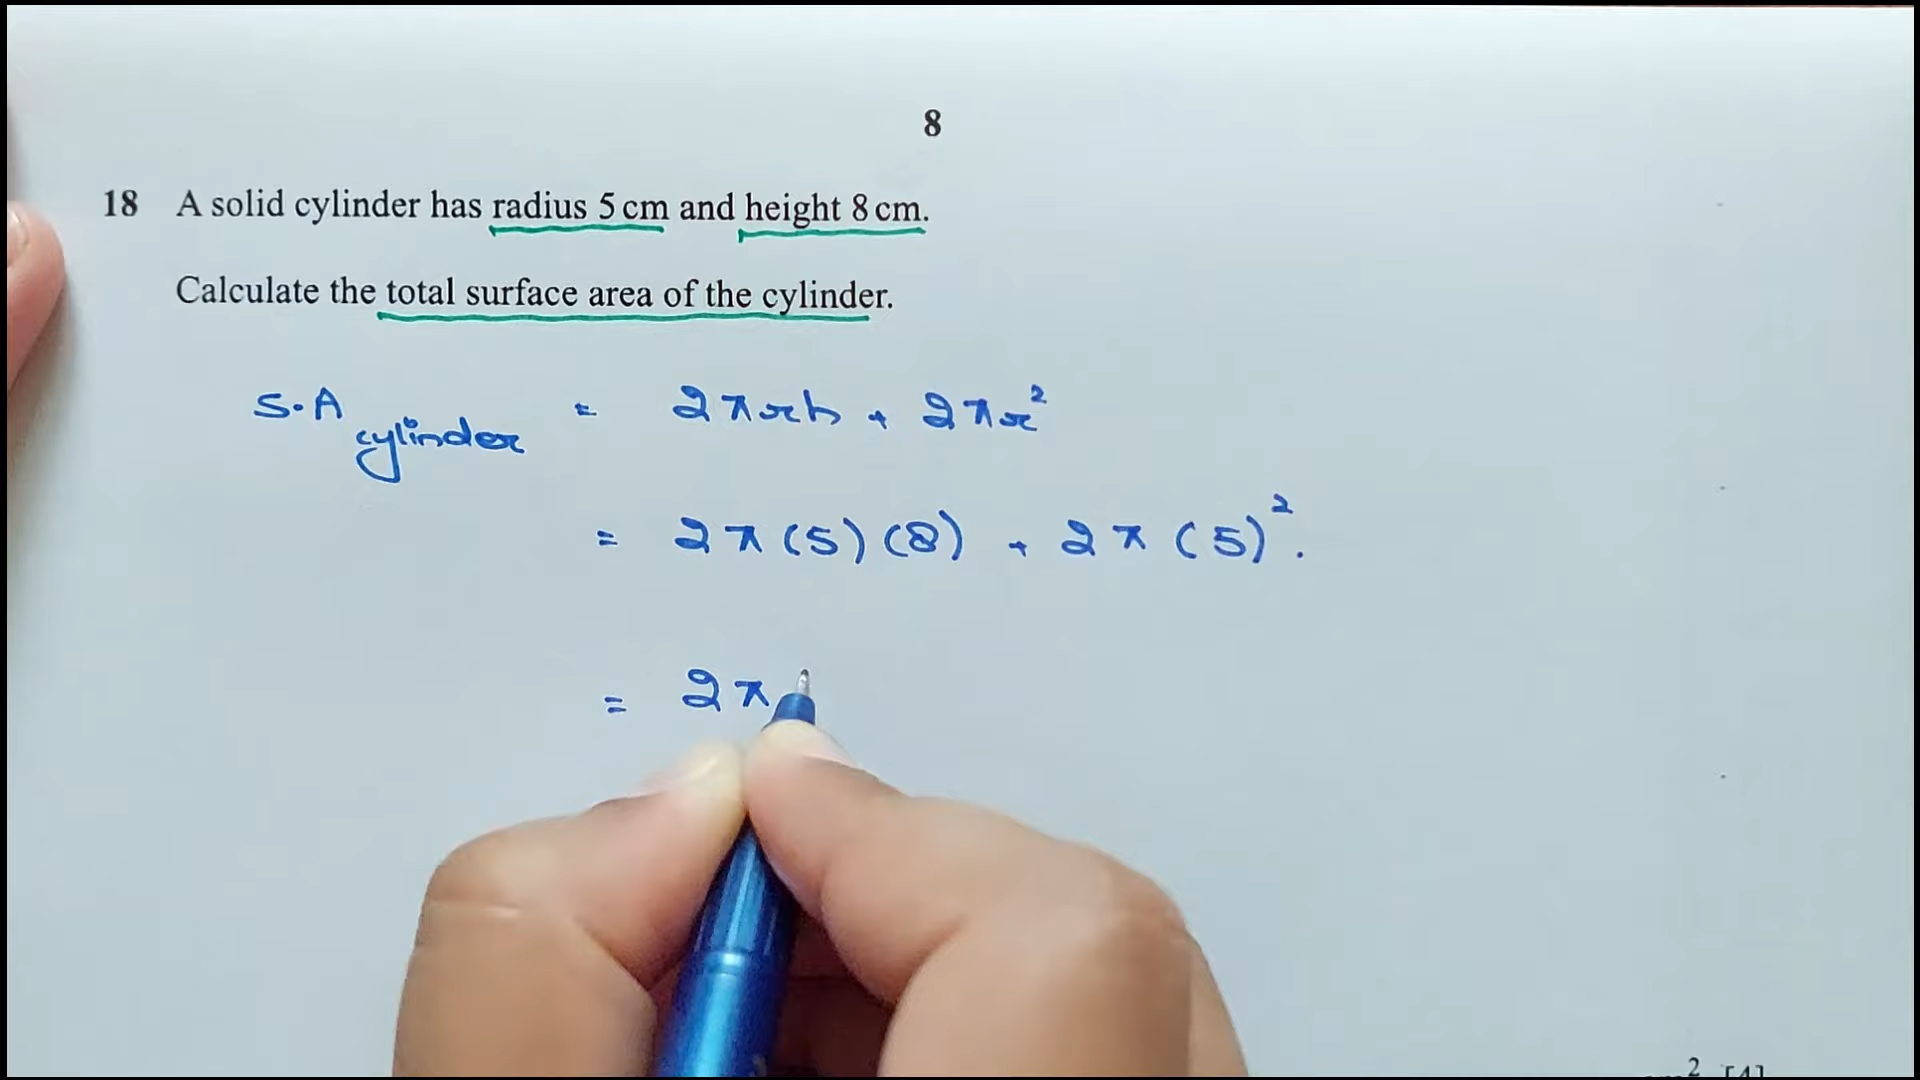 8
18 A solid cylinder has radius 5 cm and height 8 cm.
Calculate the total surface area of the cylinder.
S.A cylinder = 2πrh + 2πr²
= 2π(5)(8) + 2π(5)².
= 2π